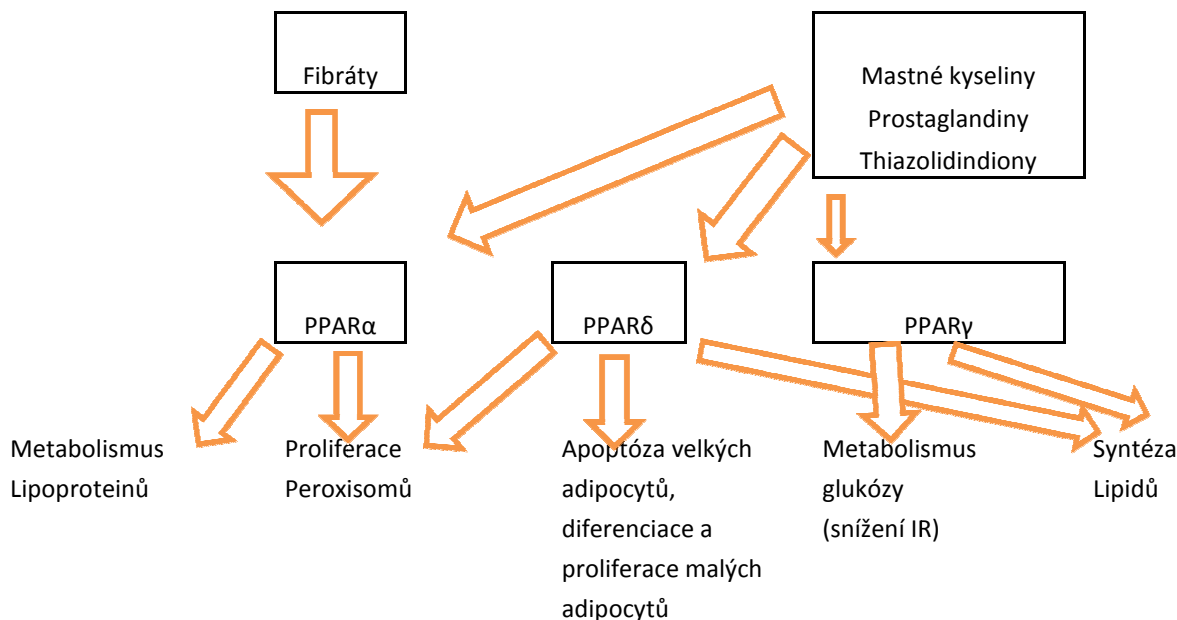 Fibráty
Mastné kyseliny
Prostaglandiny
Thiazolidindiony
PPARα
PPARδ
PPARγ
Metabolismus
Lipoproteinů
Proliferace
Peroxisomů
Apoptóza velkých
adipocytů,
diferenciace a
proliferace malých
adipocytů
Metabolismus
glukózy
(snížení IR)
Syntéza
Lipidů